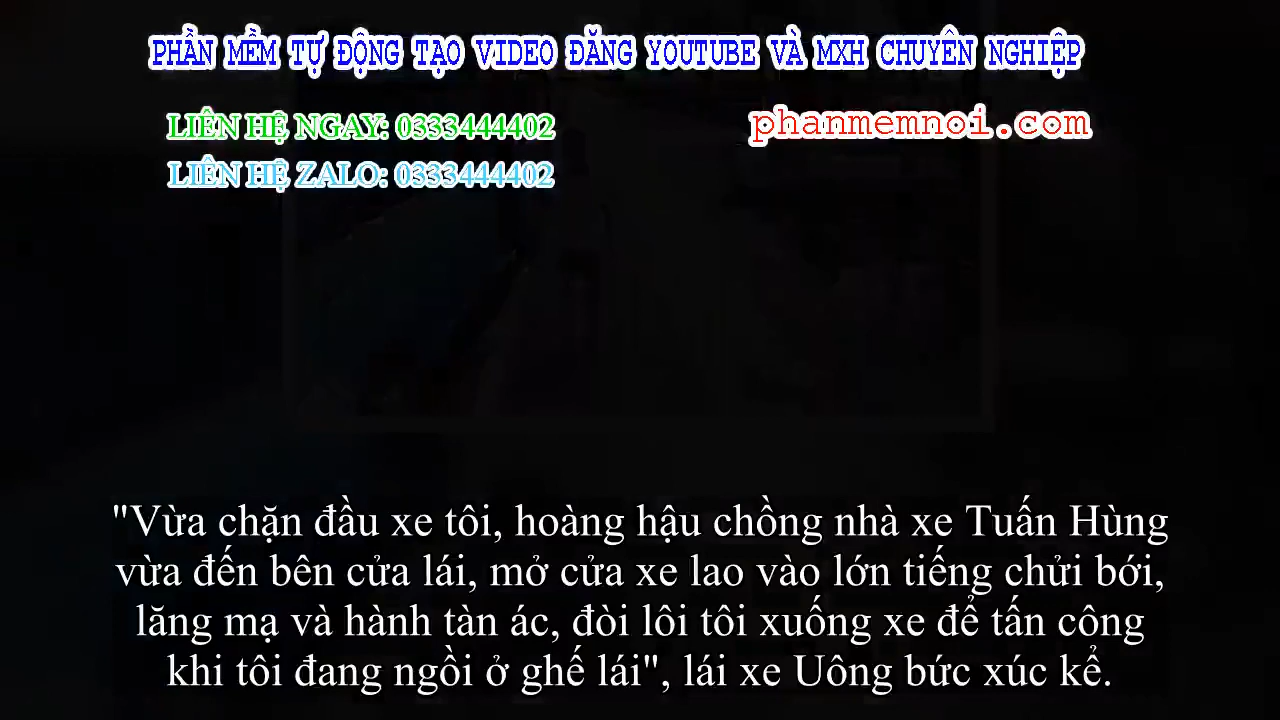 PHẦN MỀM TỰ ĐỘNG TẠO VIDEO ĐĂNG YOUTUBE VÀ MXH CHUYÊN NGHIỆP
LIÊN HỆ NGAY: 0333444402
phanmemnoi.com
LIÊN HỆ ZALO: 0333444402
"Vừa chặn đầu xe tôi, hoàng hậu chồng nhà xe Tuấn Hùng
vừa đến bên cửa lái, mở cửa xe lao vào lớn tiếng chửi bới,
lăng mạ và hành tàn ác, đòi lôi tôi xuống xe để tấn công
khi tôi đang ngồi ở ghế lái", lái xe Uông bức xúc kể.